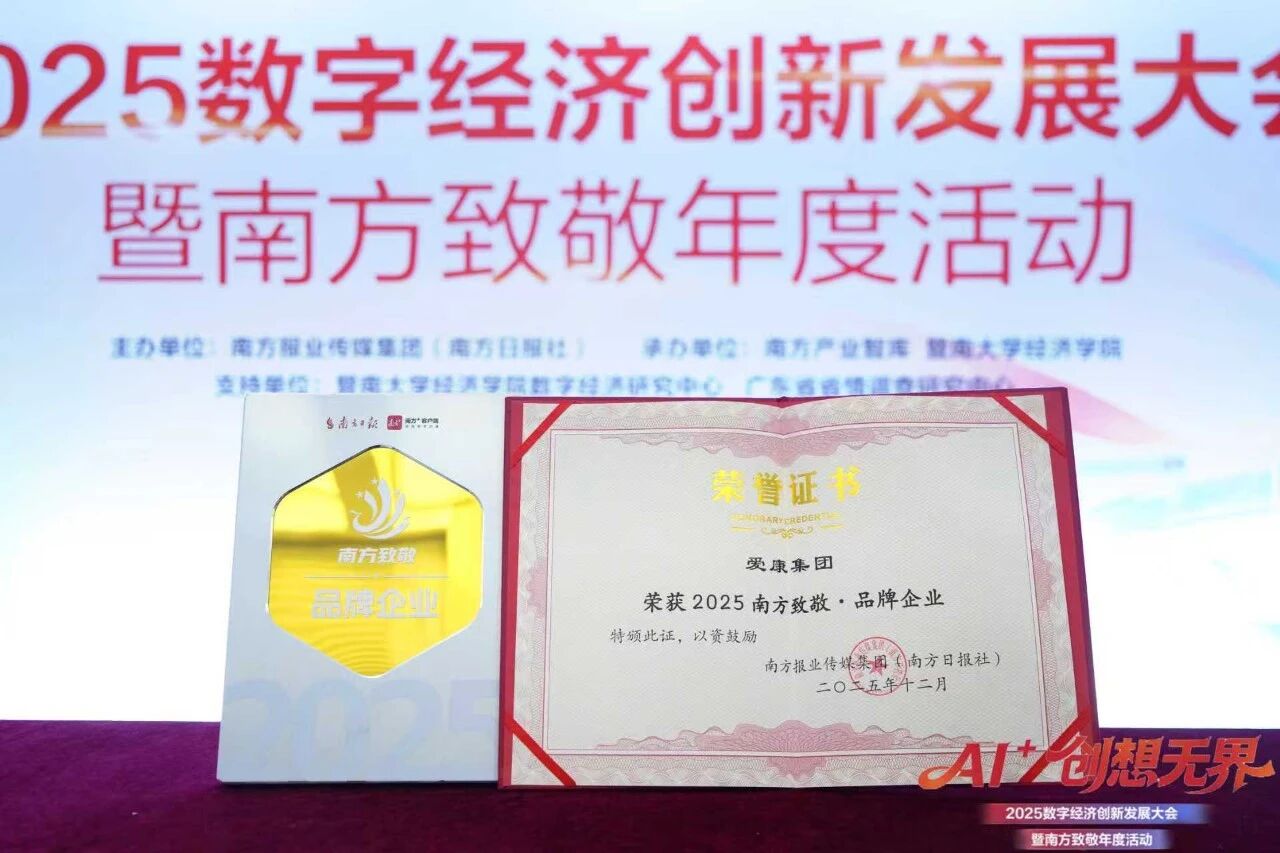 025数字经济创新发展大会
暨南方致敬年度活动
主办单位：南方报业传媒集团（南方日报社） 承办单位：南方产业智库 暨南大学经济学院
支持单位：暨南大学经济学院数字经济研究中心 广东省省情调查研究中心
南方日报 南方+客户端
南方致敬
品牌企业
2025
荣誉证书
HONORARY CREDENTIAL
爱康集团
荣获2025南方致敬·品牌企业
特颁此证，以资鼓励
南方报业传媒集团（南方日报社）
二〇二五年十二月
AI+创想无界
2025数字经济创新发展大会
暨南方致敬年度活动